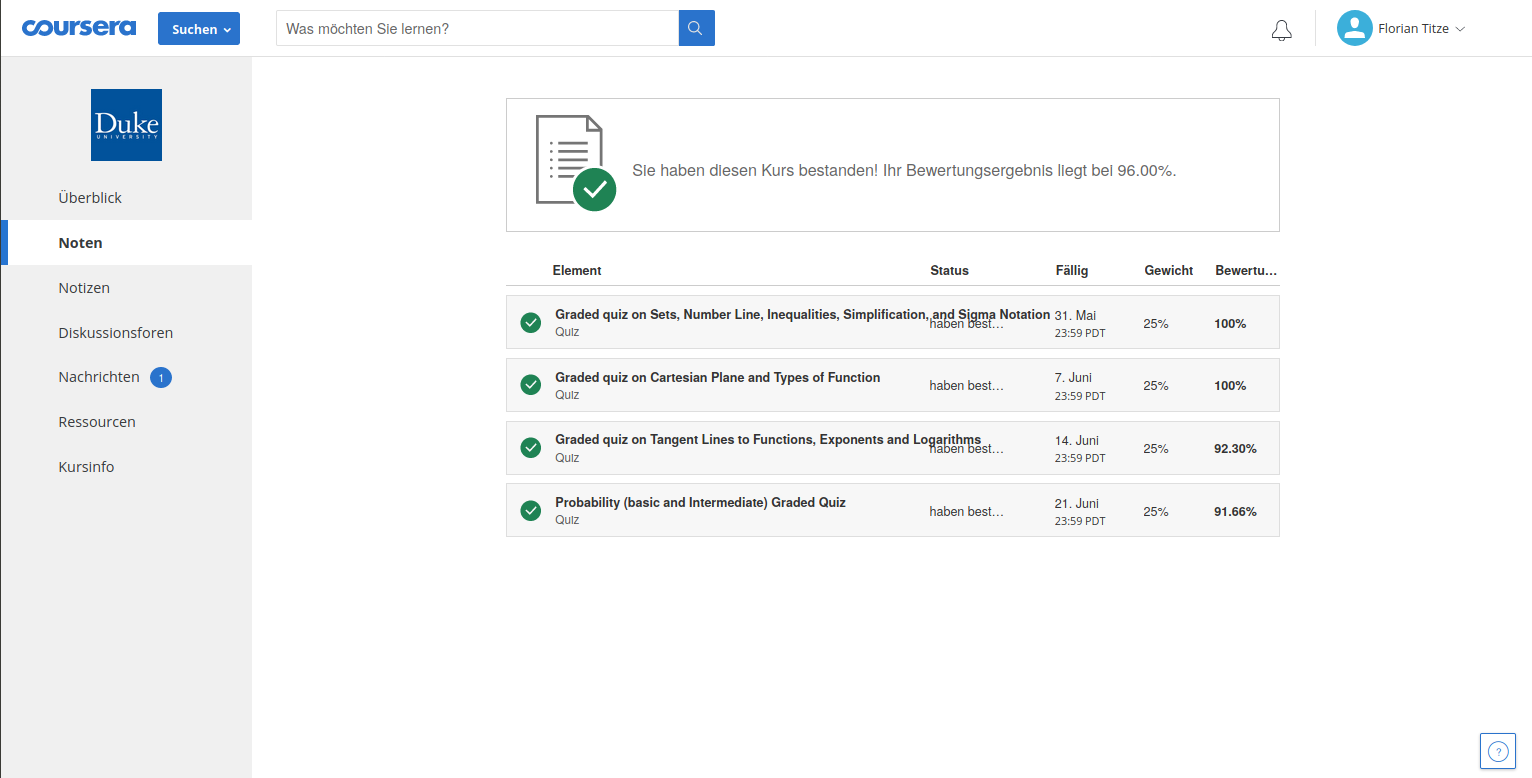 coursera
Suchen
Was möchten Sie lernen?
Florian Titze
Duke
UNIVERSITY
Überblick
Noten
Notizen
Diskussionsforen
Nachrichten 1
Ressourcen
Kursinfo
Sie haben diesen Kurs bestanden! Ihr Bewertungsergebnis liegt bei 96.00%.
Element Status Fällig Gewicht Bewertu…
Graded quiz on Sets, Number Line, Inequalities, Simplification, and Sigma Notation
Quiz
haben best…
31. Mai
23:59 PDT
25%
100%
Graded quiz on Cartesian Plane and Types of Function
Quiz
haben best…
7. Juni
23:59 PDT
25%
100%
Graded quiz on Tangent Lines to Functions, Exponents and Logarithms
Quiz
haben best…
14. Juni
23:59 PDT
25%
92.30%
Probability (basic and Intermediate) Graded Quiz
Quiz
haben best…
21. Juni
23:59 PDT
25%
91.66%
?